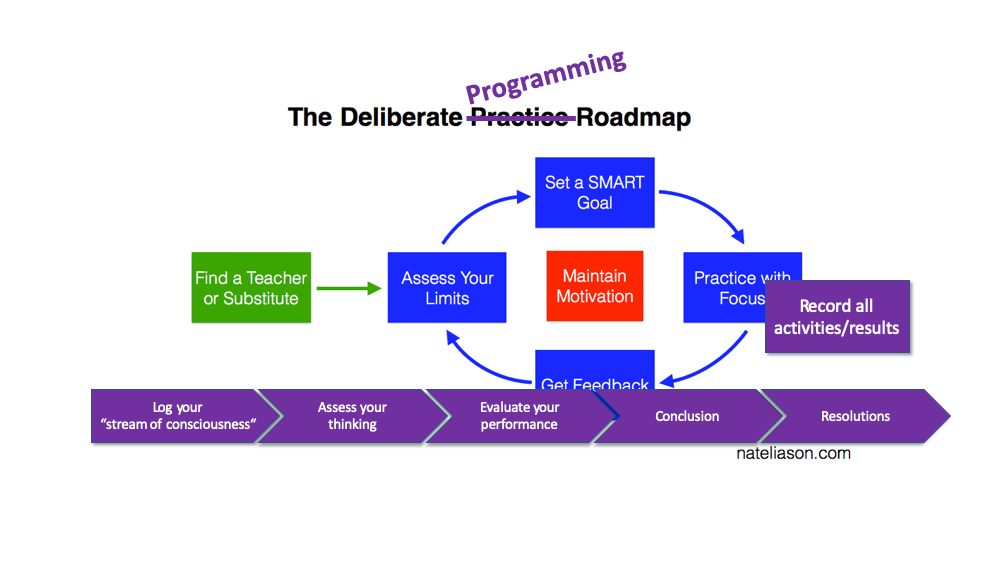 Programming
The Deliberate Practice Roadmap
Set a SMART
Goal
Find a Teacher
or Substitute
Assess Your
Limits
Maintain
Motivation
Practice with
Focus
Record all
activities/results
Get Feedback
Log your
“stream of consciousness“
Assess your
thinking
Evaluate your
performance
Conclusion
Resolutions
nateliason.com